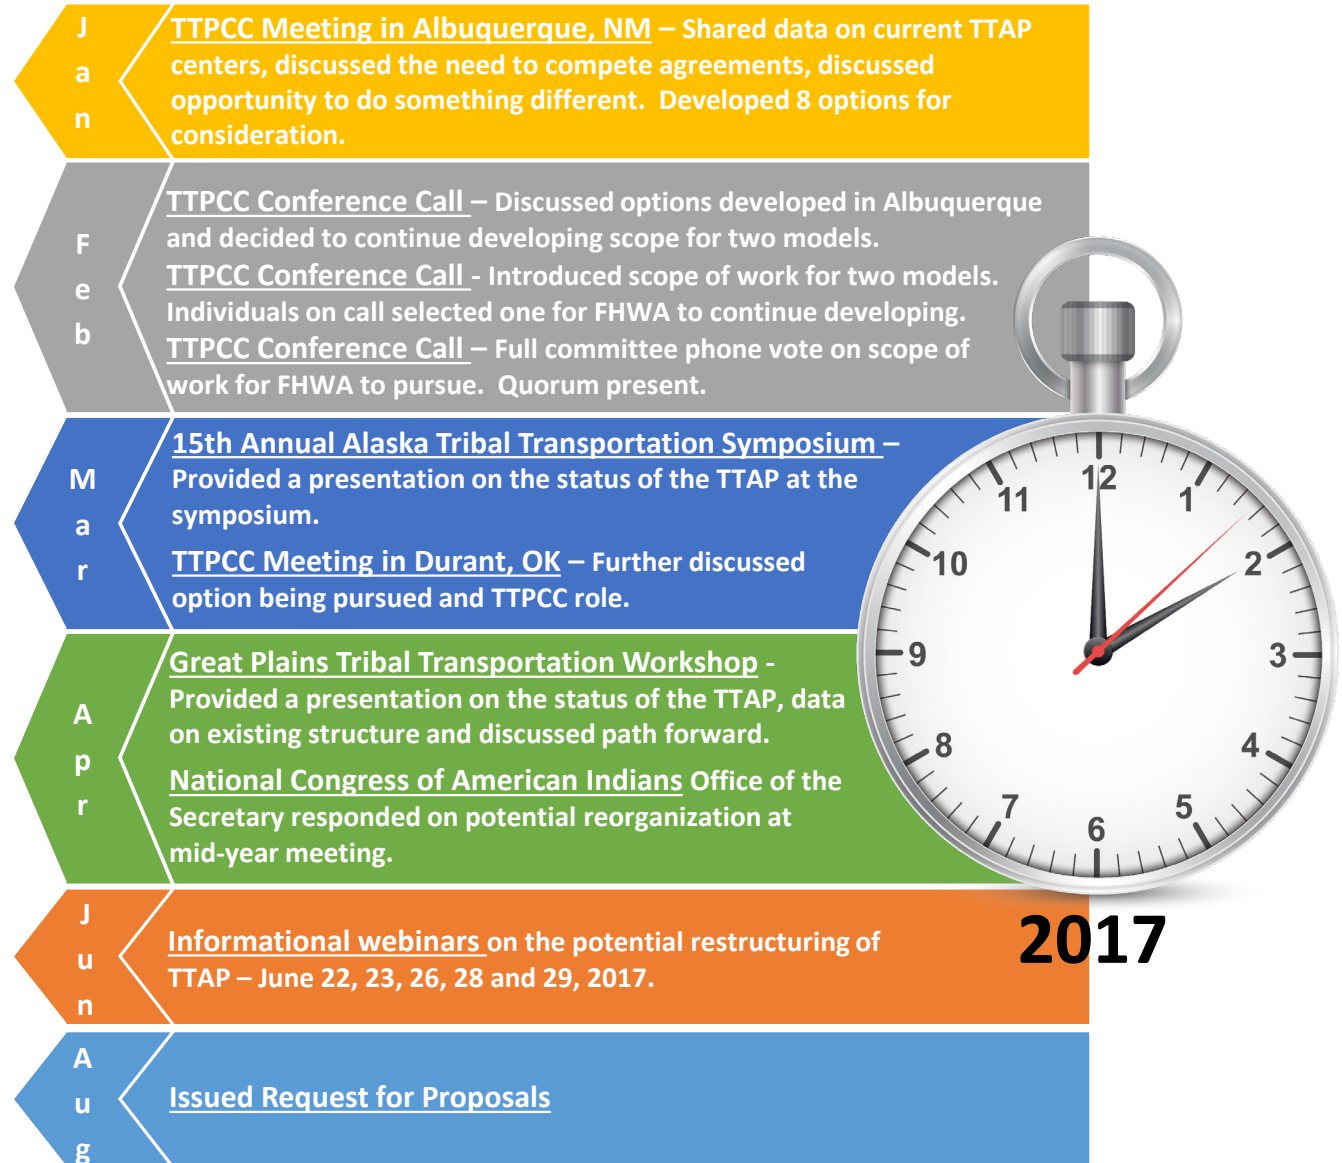 Jan
TTPCC Meeting in Albuquerque, NM – Shared data on current TTAP
centers, discussed the need to compete agreements, discussed
opportunity to do something different.  Developed 8 options for
consideration.
Feb
TTPCC Conference Call – Discussed options developed in Albuquerque
and decided to continue developing scope for two models.
TTPCC Conference Call - Introduced scope of work for two models.
Individuals on call selected one for FHWA to continue developing.
TTPCC Conference Call – Full committee phone vote on scope of
work for FHWA to pursue.  Quorum present.
Mar
15th Annual Alaska Tribal Transportation Symposium –
Provided a presentation on the status of the TTAP at the
symposium.
TTPCC Meeting in Durant, OK – Further discussed
option being pursued and TTPCC role.
Apr
Great Plains Tribal Transportation Workshop -
Provided a presentation on the status of the TTAP, data
on existing structure and discussed path forward.
National Congress of American Indians Office of the
Secretary responded on potential reorganization at
mid-year meeting.
Jun
Informational webinars on the potential restructuring of
TTAP – June 22, 23, 26, 28 and 29, 2017.
Aug
Issued Request for Proposals
12
1
2
3
4
5
6
7
8
9
10
11
2017